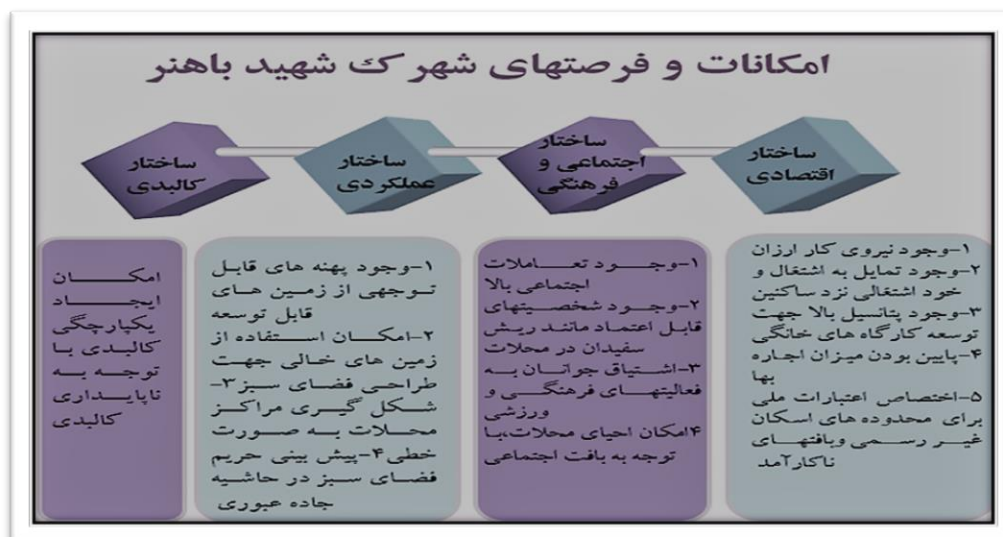 امکانات و فرصتهای شهرک شهید باهنر
ساختار
اقتصادی
ساختار
اجتماعی و
فرهنگی
ساختار
عملکردی
ساختار
کالبدی
۱-وجود نیروی کار ارزان
۲-وجود تمایل به اشتغال و
خود اشتغالی نزد ساکنین
۳-وجود پتانسیل بالا جهت
توسعه کارگاه های خانگی
۴-پایین بودن میزان اجاره
بها
۵-اختصاص اعتبارات ملی
برای محدوده های اسکان
غیر رسمی وبافتهای
ناکارآمد
۱-وجود تعاملات
اجتماعی بالا
۲-وجود شخصیتهای
قابل اعتماد مانند ریش
سفیدان در محلات
۳-اشتیاق جوانان به
فعالیتهای فرهنگی و
ورزشی
۴امکان احیای محلات،با
توجه به بافت اجتماعی
۱-وجود پهنه های قابل
توجهی از زمین های
قابل توسعه
۲-امکان استفاده از
زمین های خالی جهت
طراحی فضای سبز۳-
شکل گیری مراکز
محلات به صورت
خطی۴-پیش بینی حریم
فضای سبز در حاشیه
جاده عبوری
امکان
ایجاد
یکپارچگی
کالبدی با
توجه به
ناپایداری
کالبدی